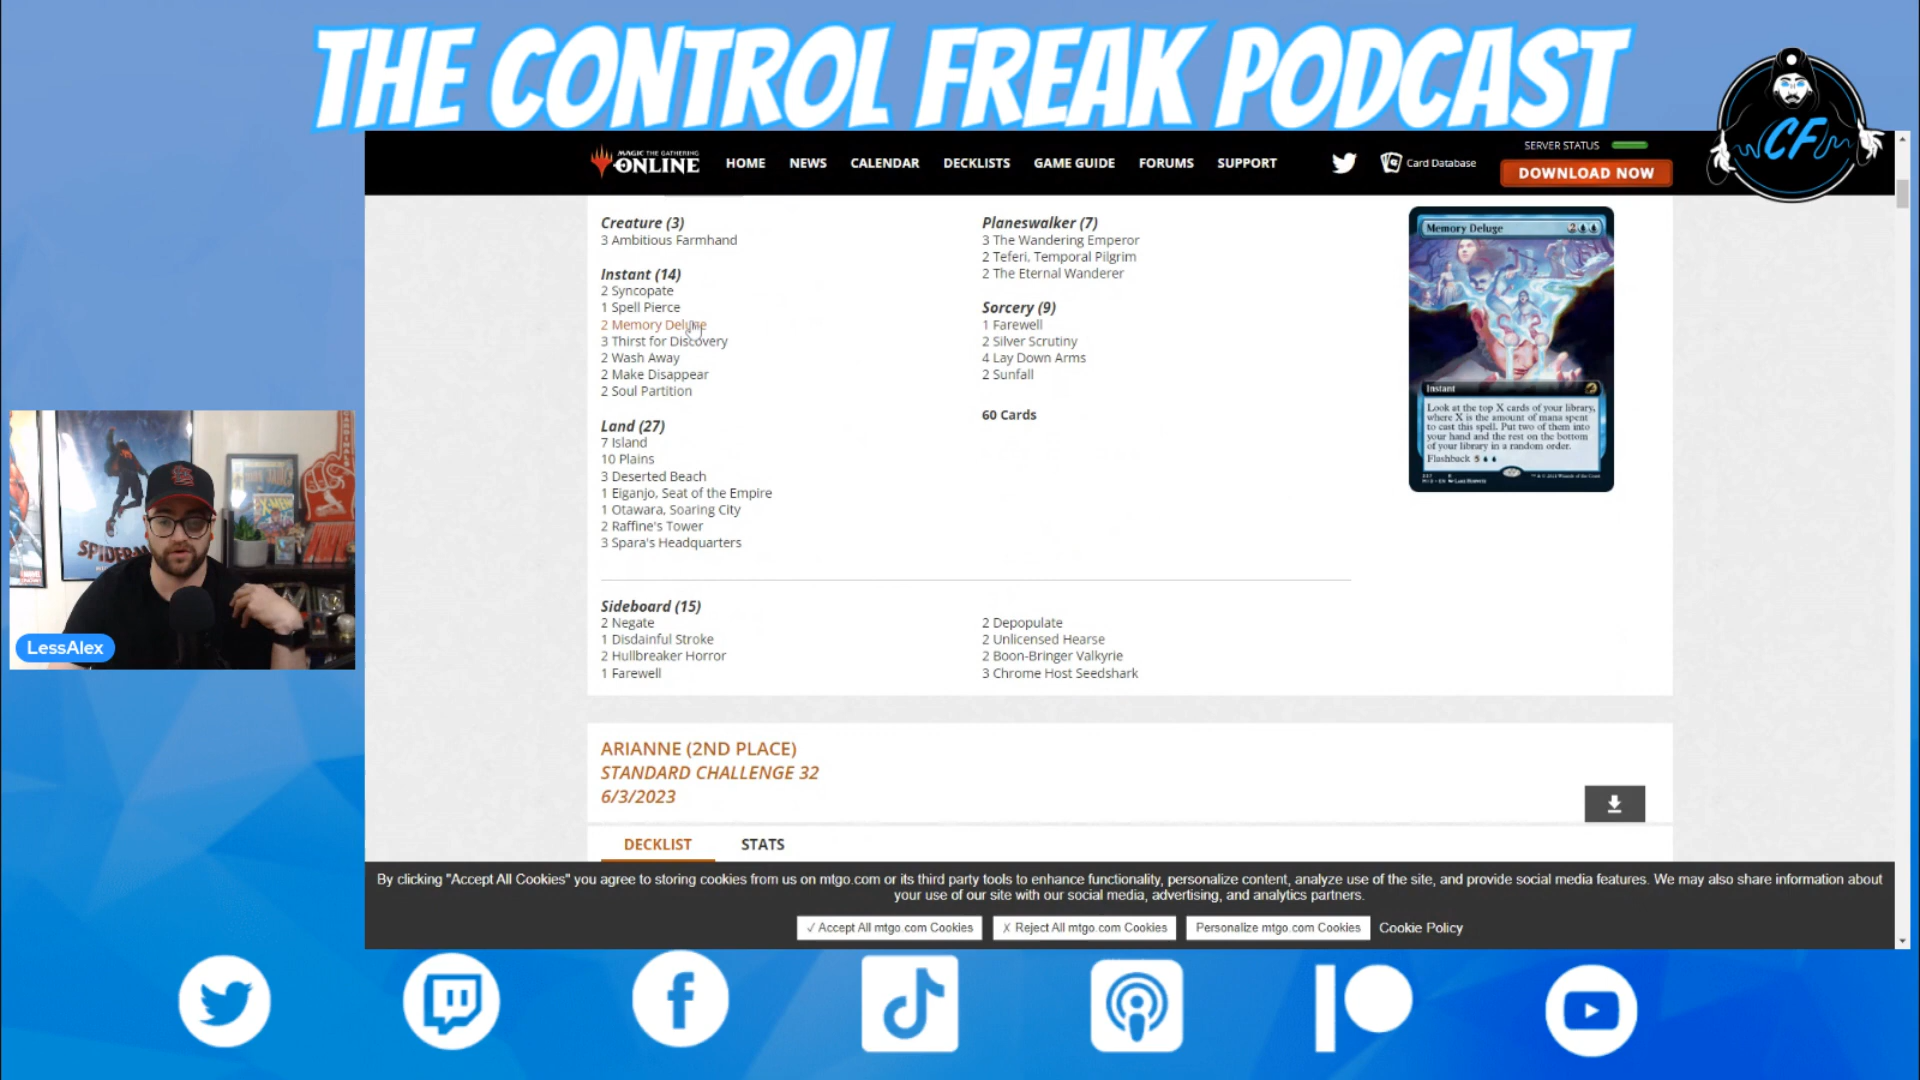 THE CONTROL FREAK PODCAST
CF
MAGIC THE GATHERING
ONLINE
HOME
NEWS
CALENDAR
DECKLISTS
GAME GUIDE
FORUMS
SUPPORT
Card Database
SERVER STATUS
DOWNLOAD NOW
Creature (3)
3 Ambitious Farmhand
Instant (14)
2 Syncopate
1 Spell Pierce
2 Memory Deluge
3 Thirst for Discovery
2 Wash Away
2 Make Disappear
2 Soul Partition
Land (27)
7 Island
10 Plains
3 Deserted Beach
1 Eiganjo, Seat of the Empire
1 Otawara, Soaring City
2 Raffine's Tower
3 Spara's Headquarters
Planeswalker (7)
3 The Wandering Emperor
2 Teferi, Temporal Pilgrim
2 The Eternal Wanderer
Sorcery (9)
1 Farewell
2 Silver Scrutiny
4 Lay Down Arms
2 Sunfall
60 Cards
Memory Deluge
2
Instant
Look at the top X cards of your library,
where X is the amount of mana spent
to cast this spell. Put two of them into
your hand and the rest on the bottom
of your library in a random order.
Flashback 5
Sideboard (15)
2 Negate
1 Disdainful Stroke
2 Hullbreaker Horror
1 Farewell
2 Depopulate
2 Unlicensed Hearse
2 Boon-Bringer Valkyrie
3 Chrome Host Seedshark
LessAlex
ARIANNE (2ND PLACE)
STANDARD CHALLENGE 32
6/3/2023
DECKLIST
STATS
By clicking "Accept All Cookies" you agree to storing cookies from us on mtgo.com or its third party tools to enhance functionality, personalize content, analyze use of the site, and provide social media features. We may also share information about
your use of our site with our social media, advertising, and analytics partners.
✓ Accept All mtgo.com Cookies
X Reject All mtgo.com Cookies
Personalize mtgo.com Cookies
Cookie Policy